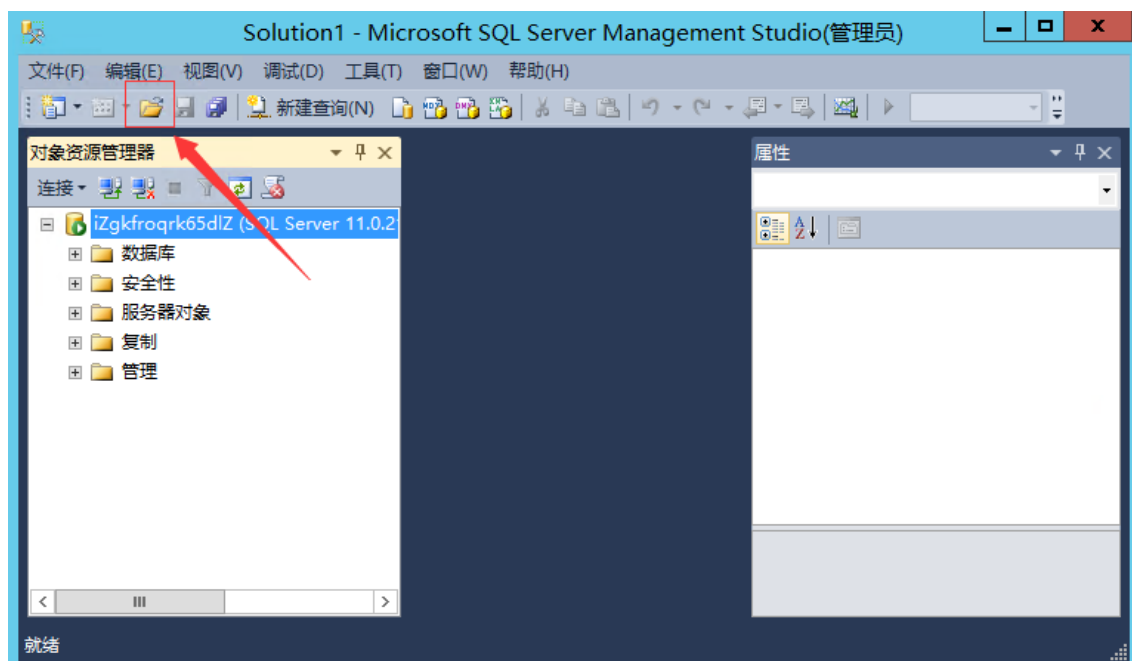 Solution1 - Microsoft SQL Server Management Studio(管理员)
文件(F) 编辑(E) 视图(V) 调试(D) 工具(T) 窗口(W) 帮助(H)
新建查询(N)
对象资源管理器
属性
连接
iZgkfroqrk65dlZ (SQL Server 11.0.2
数据库
安全性
服务器对象
复制
管理
就绪